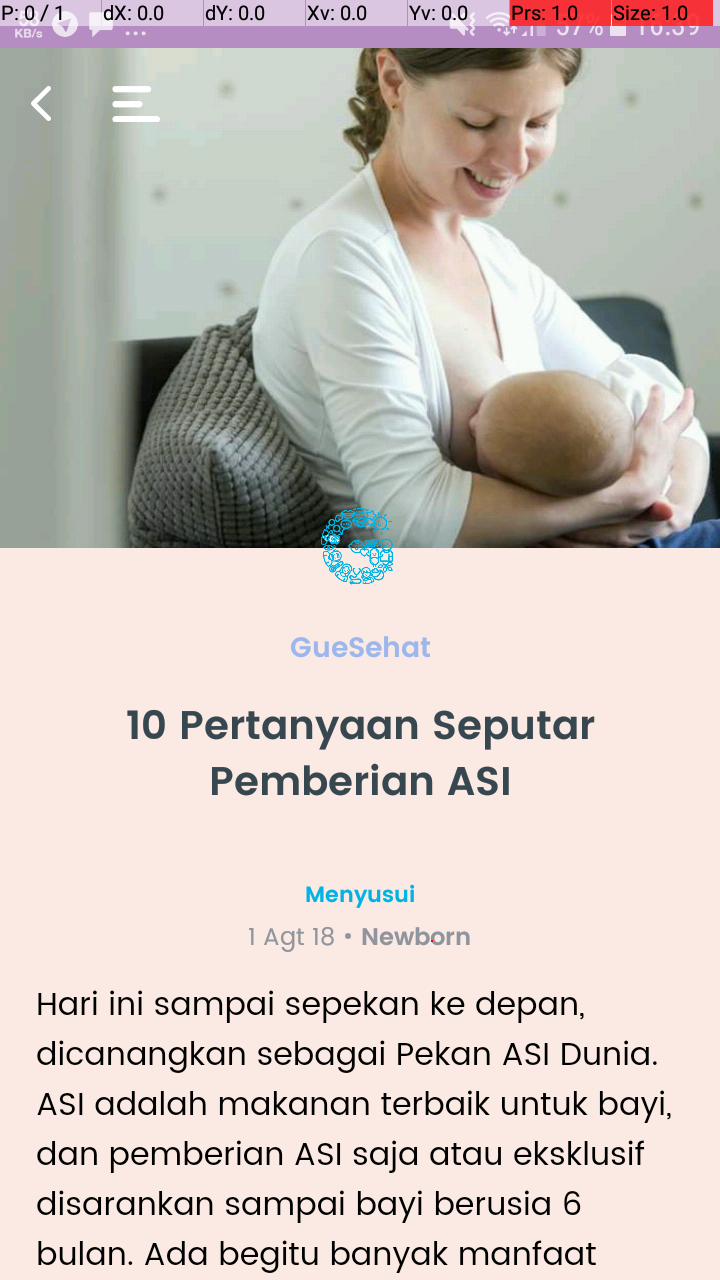 P: 0 / 1 dX: 0.0 dY: 0.0 Xv: 0.0 Yv: 0.0 Prs: 1.0 Size: 1.0
KB/s 57% 16:39
GueSehat
10 Pertanyaan Seputar
Pemberian ASI
Menyusui
1 Agt 18 • Newborn
Hari ini sampai sepekan ke depan,
dicanangkan sebagai Pekan ASI Dunia.
ASI adalah makanan terbaik untuk bayi,
dan pemberian ASI saja atau eksklusif
disarankan sampai bayi berusia 6
bulan. Ada begitu banyak manfaat